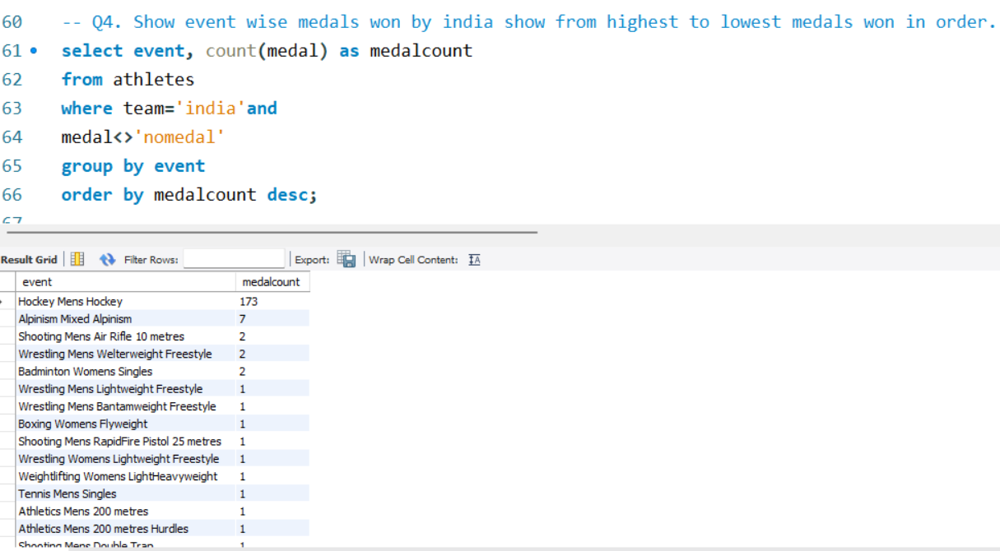 60 -- Q4. Show event wise medals won by india show from highest to lowest medals won in order.
61 select event, count(medal) as medalcount
62 from athletes
63 where team='india'and
64 medal<>'nomedal'
65 group by event
66 order by medalcount desc;
67
Result Grid Filter Rows: Export: Wrap Cell Content: IA
event medalcount
Hockey Mens Hockey 173
Alpinism Mixed Alpinism 7
Shooting Mens Air Rifle 10 metres 2
Wrestling Mens Welterweight Freestyle 2
Badminton Womens Singles 2
Wrestling Mens Lightweight Freestyle 1
Wrestling Mens Bantamweight Freestyle 1
Boxing Womens Flyweight 1
Shooting Mens RapidFire Pistol 25 metres 1
Wrestling Womens Lightweight Freestyle 1
Weightlifting Womens LightHeavyweight 1
Tennis Mens Singles 1
Athletics Mens 200 metres 1
Athletics Mens 200 metres Hurdles 1
Shooting Mens Double Trap 1